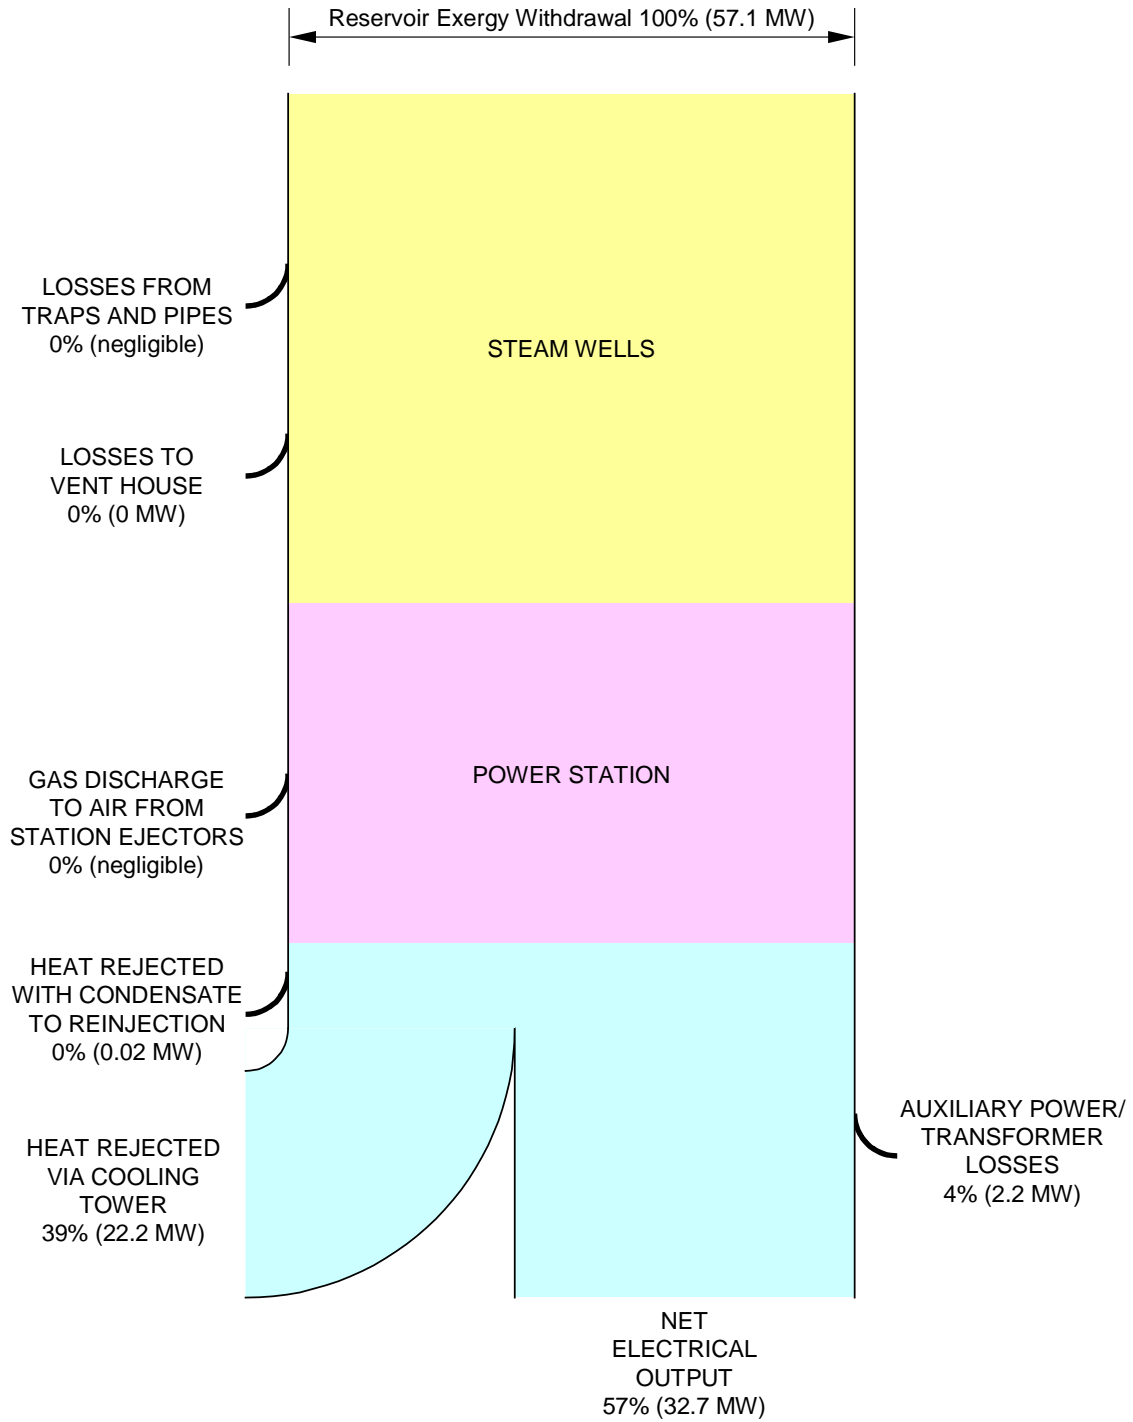 Reservoir Exergy Withdrawal 100% (57.1 MW)
LOSSES FROM
TRAPS AND PIPES
0% (negligible)
STEAM WELLS
LOSSES TO
VENT HOUSE
0% (0 MW)
GAS DISCHARGE
TO AIR FROM
STATION EJECTORS
0% (negligible)
POWER STATION
HEAT REJECTED
WITH CONDENSATE
TO REINJECTION
0% (0.02 MW)
HEAT REJECTED
VIA COOLING
TOWER
39% (22.2 MW)
AUXILIARY POWER/
TRANSFORMER
LOSSES
4% (2.2 MW)
NET
ELECTRICAL
OUTPUT
57% (32.7 MW)